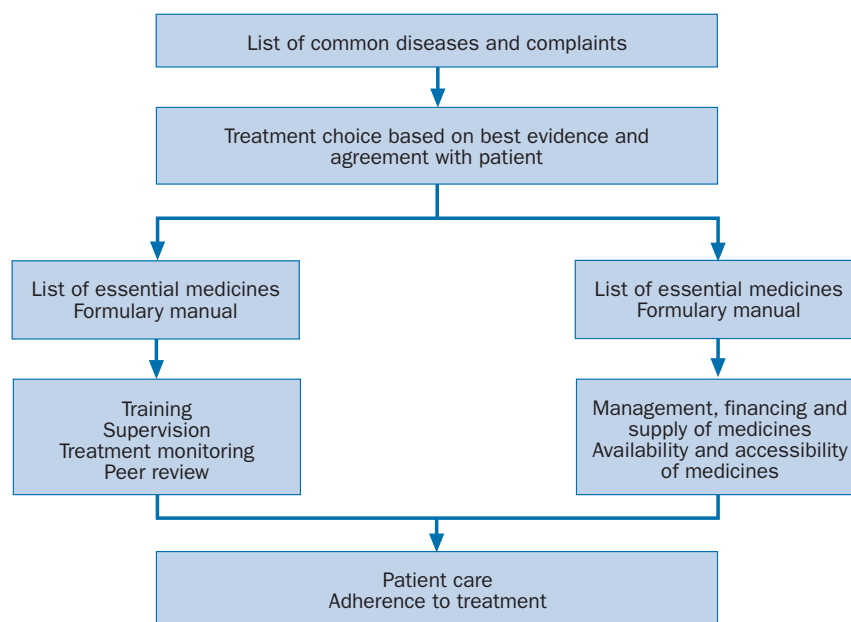 List of common diseases and complaints
Treatment choice based on best evidence and
agreement with patient
List of essential medicines
Formulary manual
List of essential medicines
Formulary manual
Training
Supervision
Treatment monitoring
Peer review
Management, financing and
supply of medicines
Availability and accessibility
of medicines
Patient care
Adherence to treatment